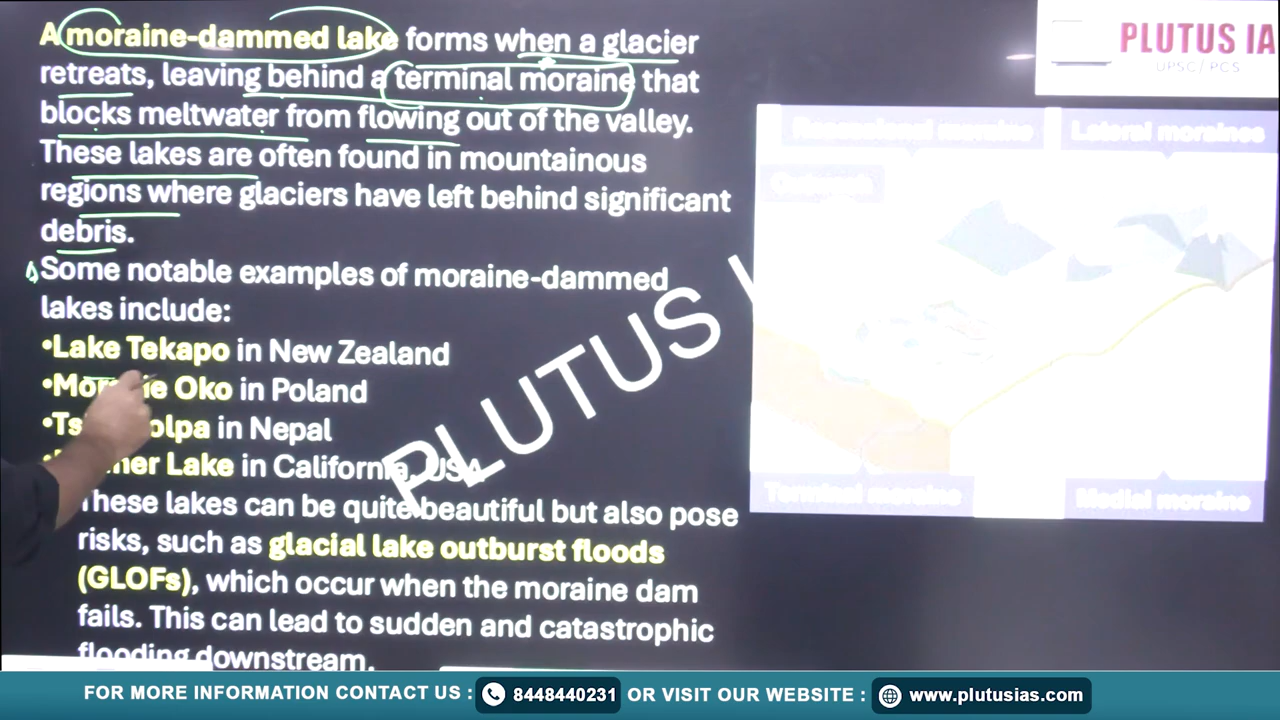 A moraine-dammed lake forms when a glacier
retreats, leaving behind a terminal moraine that
blocks meltwater from flowing out of the valley.
These lakes are often found in mountainous
regions where glaciers have left behind significant
debris.
Some notable examples of moraine-dammed
lakes include:
•Lake Tekapo in New Zealand
Oko in Poland
in Nepal
Lake in California, USA
These lakes can be quite beautiful but also pose
risks, such as glacial lake outburst floods
(GLOFs), which occur when the moraine dam
fails. This can lead to sudden and catastrophic
flooding downstream.
PLUTUS
PLUTUS IA
UPSC/ PCS
Recessional moraine
Lateral moraines
Terminal moraine
Medial moraine
FOR MORE INFORMATION CONTACT US : 8448440231 OR VISIT OUR WEBSITE : www.plutusias.com